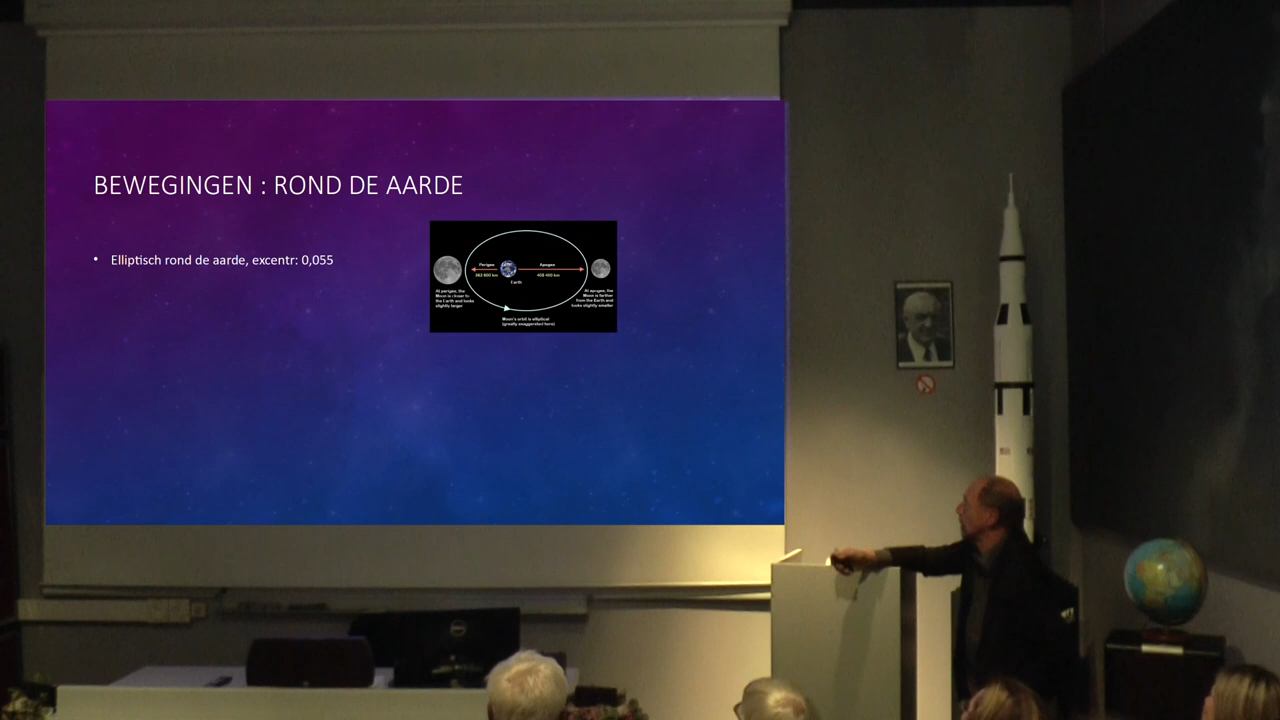 BEWEGINGEN : ROND DE AARDE
• Elliptisch rond de aarde, excentr: 0,055
Perigee
Apogee
Earth
At perigee, the
Moon is closer to
the Earth and looks
slightly larger
At apogee, the
Moon is farther
from the Earth and
looks slightly smaller
Moon's orbit is elliptical
(greatly exaggerated here)